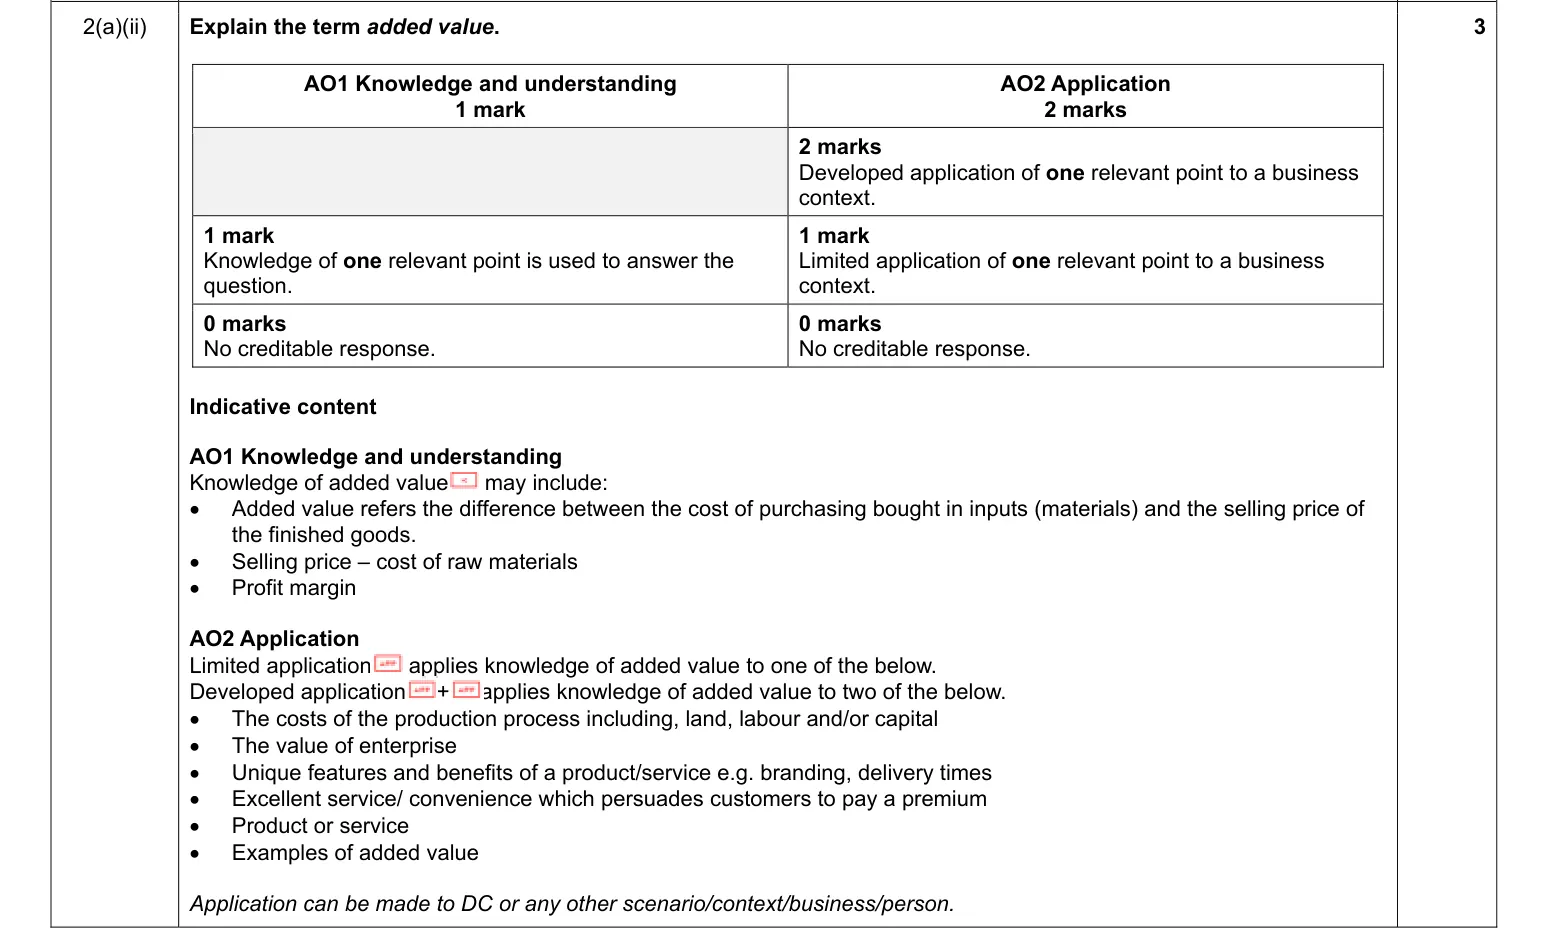 2(a)(ii)
Explain the term added value.
3
AO1 Knowledge and understanding
1 mark
AO2 Application
2 marks
2 marks
Developed application of one relevant point to a business
context.
1 mark
Knowledge of one relevant point is used to answer the
question.
1 mark
Limited application of one relevant point to a business
context.
0 marks
No creditable response.
0 marks
No creditable response.
Indicative content
AO1 Knowledge and understanding
Knowledge of added value may include:
• Added value refers the difference between the cost of purchasing bought in inputs (materials) and the selling price of
the finished goods.
• Selling price – cost of raw materials
• Profit margin
AO2 Application
Limited application applies knowledge of added value to one of the below.
Developed application + applies knowledge of added value to two of the below.
• The costs of the production process including, land, labour and/or capital
• The value of enterprise
• Unique features and benefits of a product/service e.g. branding, delivery times
• Excellent service/ convenience which persuades customers to pay a premium
• Product or service
• Examples of added value
Application can be made to DC or any other scenario/context/business/person.